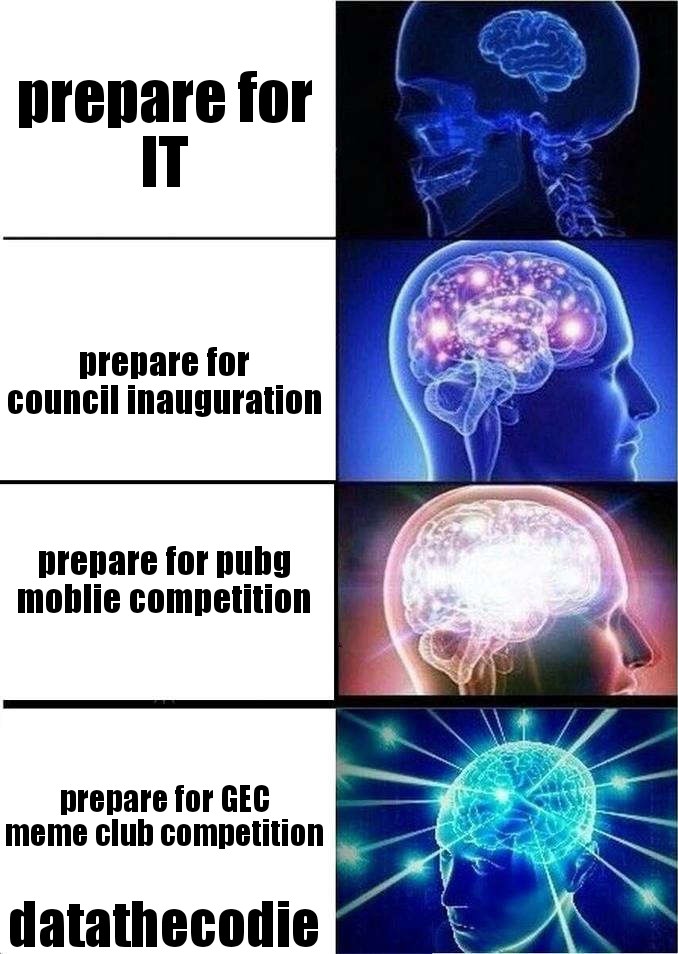 prepare for
IT
prepare for
council inauguration
prepare for pubg
moblie competition
prepare for GEC
meme club competition
datathecodie